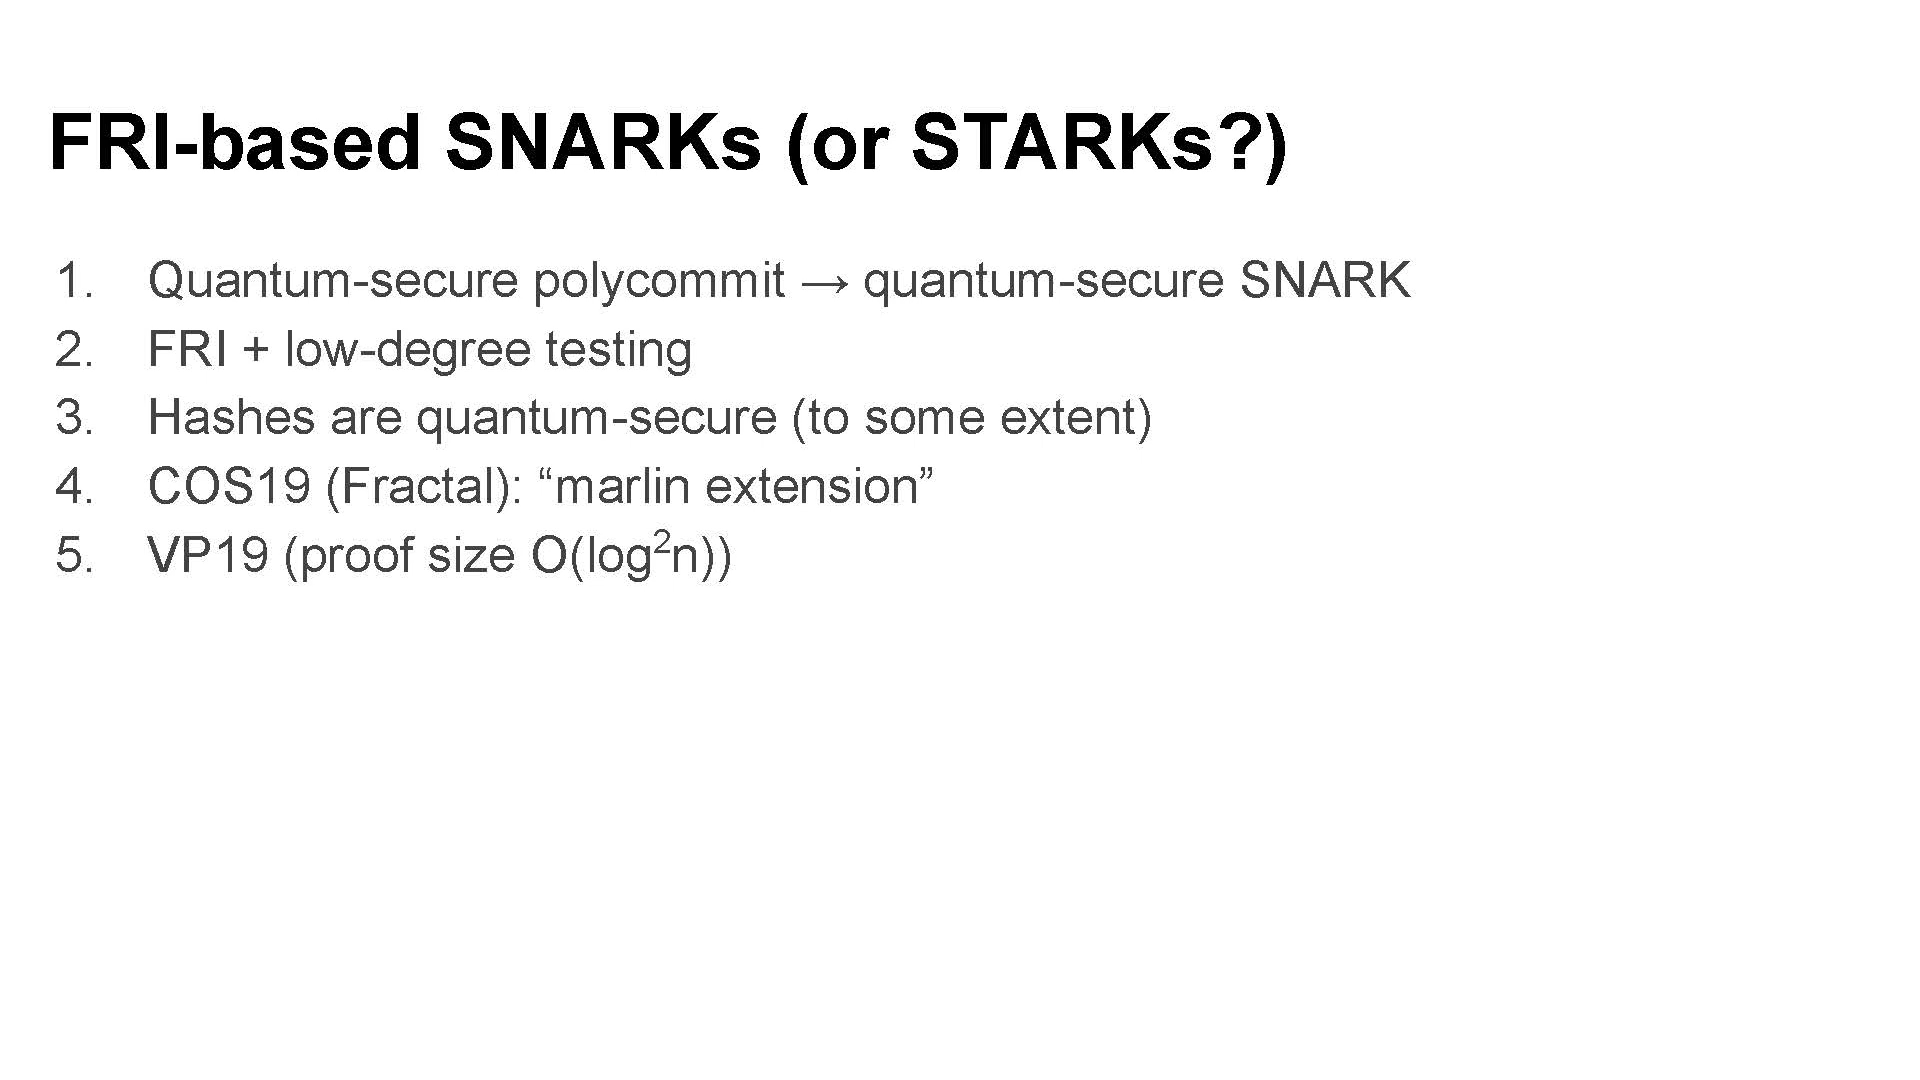 FRI-based SNARKs (or STARKs?)
1. Quantum-secure polycommit → quantum-secure SNARK
2. FRI + low-degree testing
3. Hashes are quantum-secure (to some extent)
4. COS19 (Fractal): “marlin extension”
5. VP19 (proof size O(log²n))